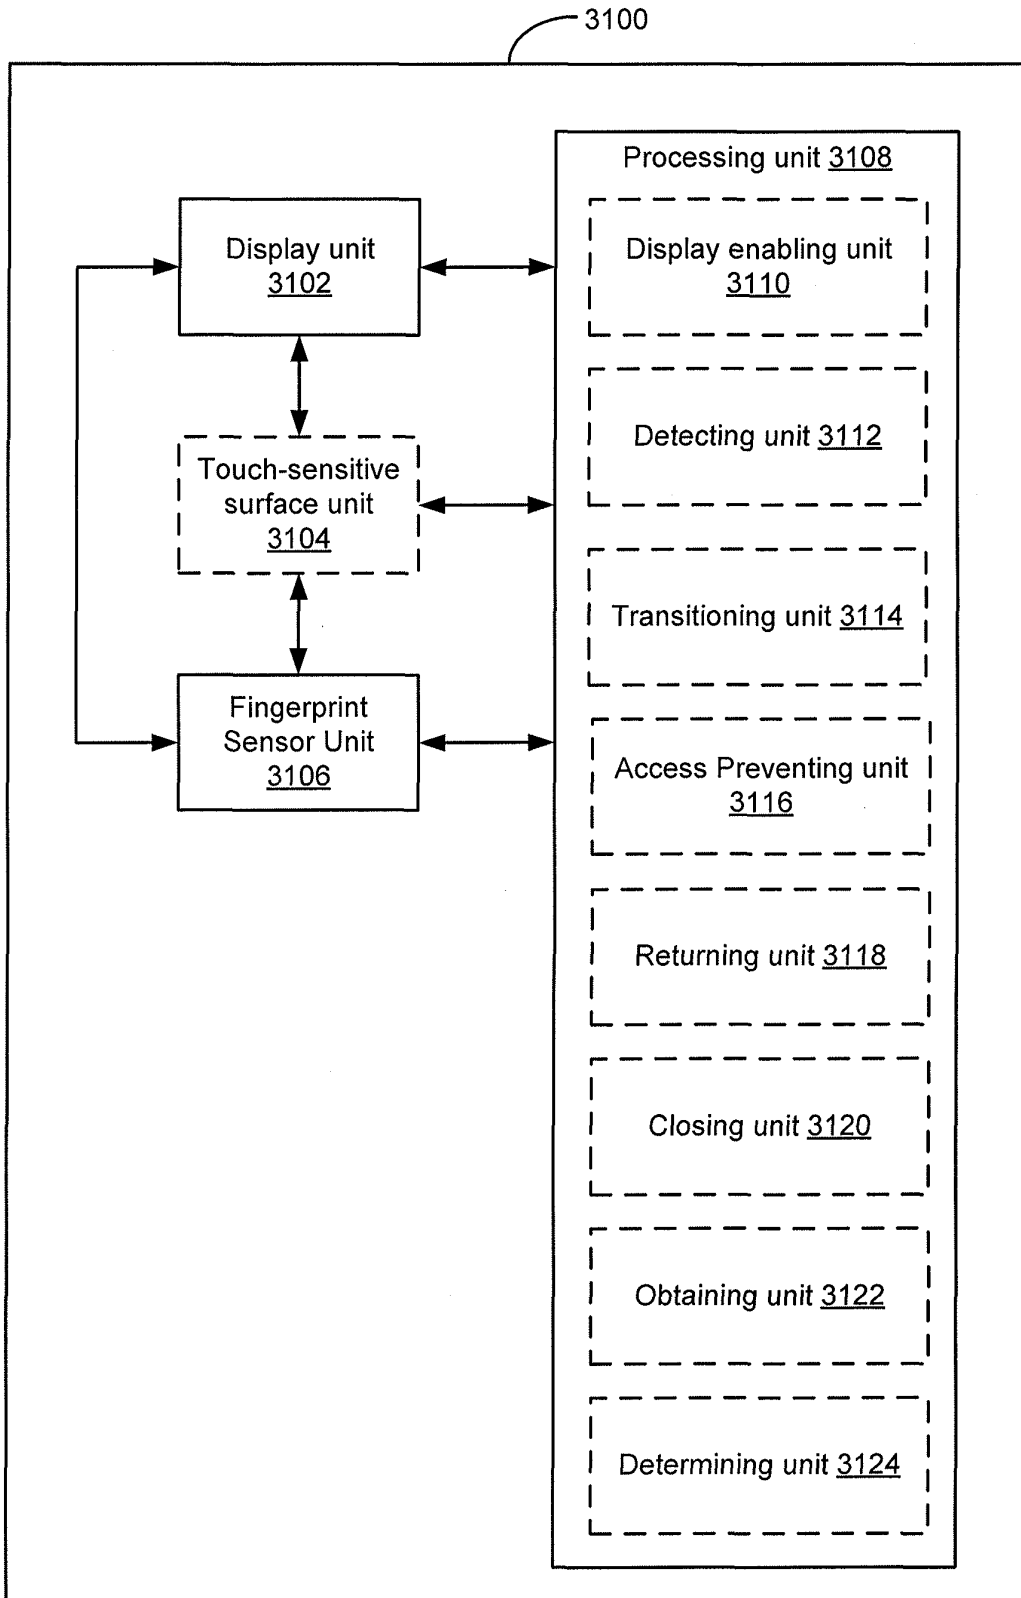 3100
Processing unit 3108
Display unit
3102
Display enabling unit
3110
Detecting unit 3112
Touch-sensitive
surface unit
3104
Transitioning unit 3114
Fingerprint
Sensor Unit
3106
Access Preventing unit
3116
Returning unit 3118
Closing unit 3120
Obtaining unit 3122
Determining unit 3124